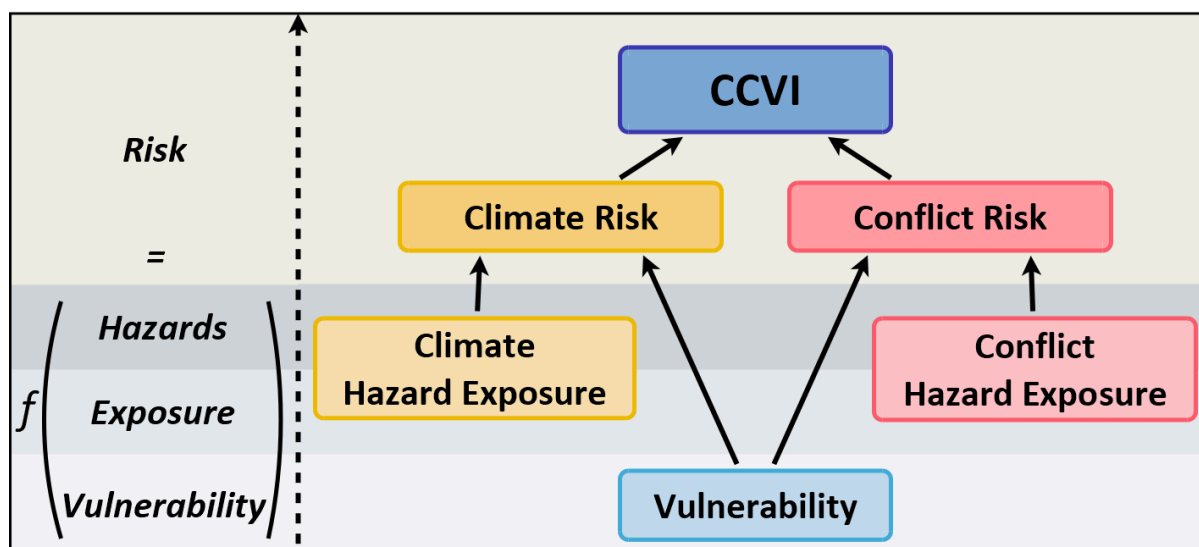 CCVI
Risk
Climate Risk
Conflict Risk
=
Hazards
Climate
Hazard Exposure
Conflict
Hazard Exposure
f
Exposure
Vulnerability
Vulnerability